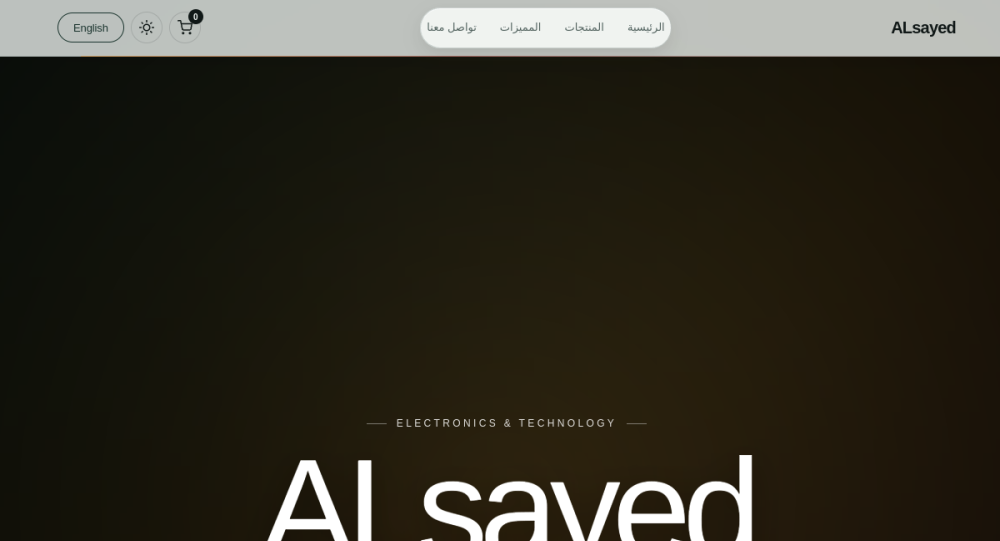 ALsayed
الرئيسية
المنتجات
المميزات
تواصل معنا
0
English
ELECTRONICS & TECHNOLOGY
ALsayed